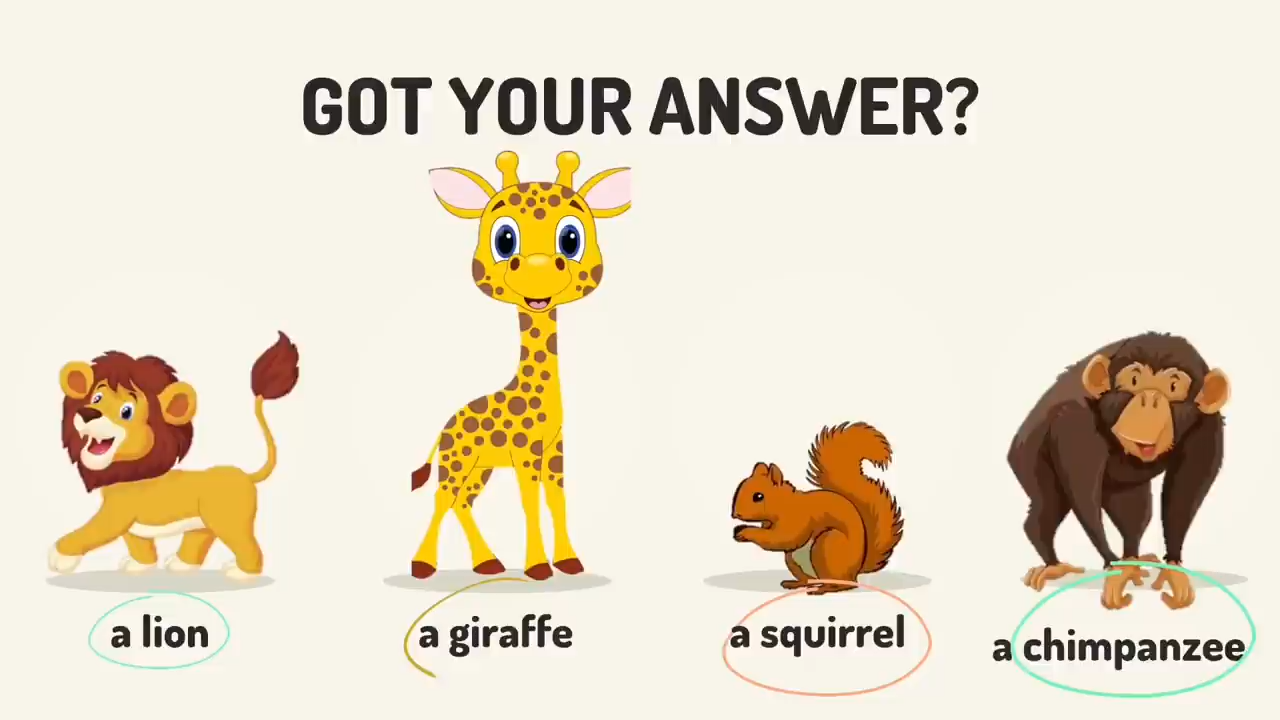 GOT YOUR ANSWER?
a lion
a giraffe
a squirrel
a chimpanzee